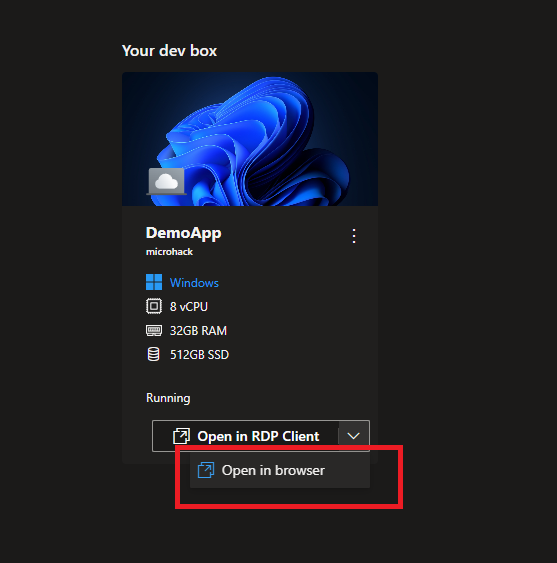 Your dev box
DemoApp
microhack
Windows
8 vCPU
32GB RAM
512GB SSD
Running
Open in RDP Client
Open in browser